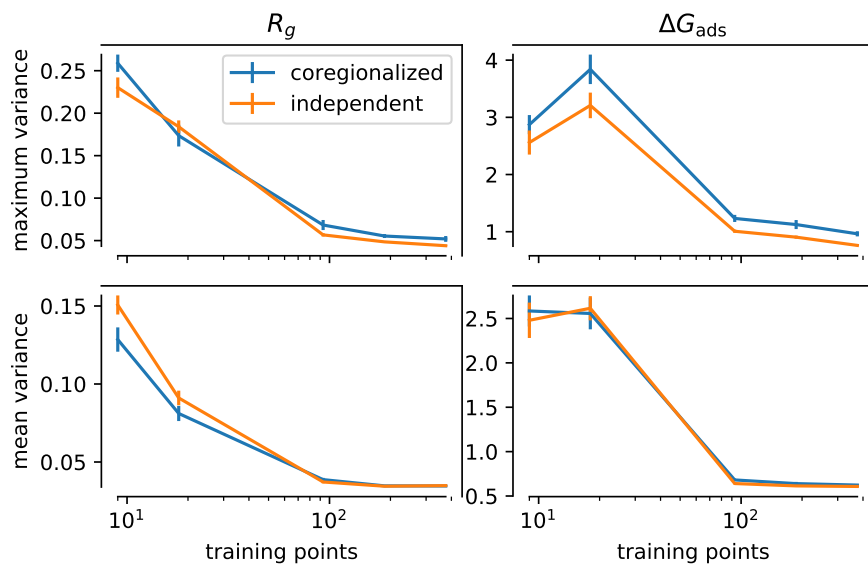 R_g
ΔG_ads
maximum variance
0.25
0.20
0.15
0.10
0.05
coregionalized
independent
4
3
2
1
mean variance
0.15
0.10
0.05
2.5
2.0
1.5
1.0
0.5
10^1
10^2
10^1
10^2
training points
training points